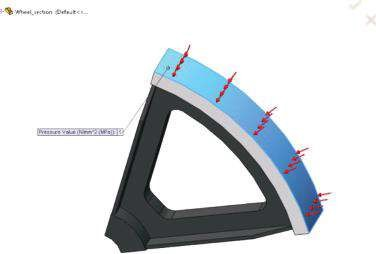 Wheel_section (Default<<...
Pressure Value (N/mm^2 (MPa)): 1